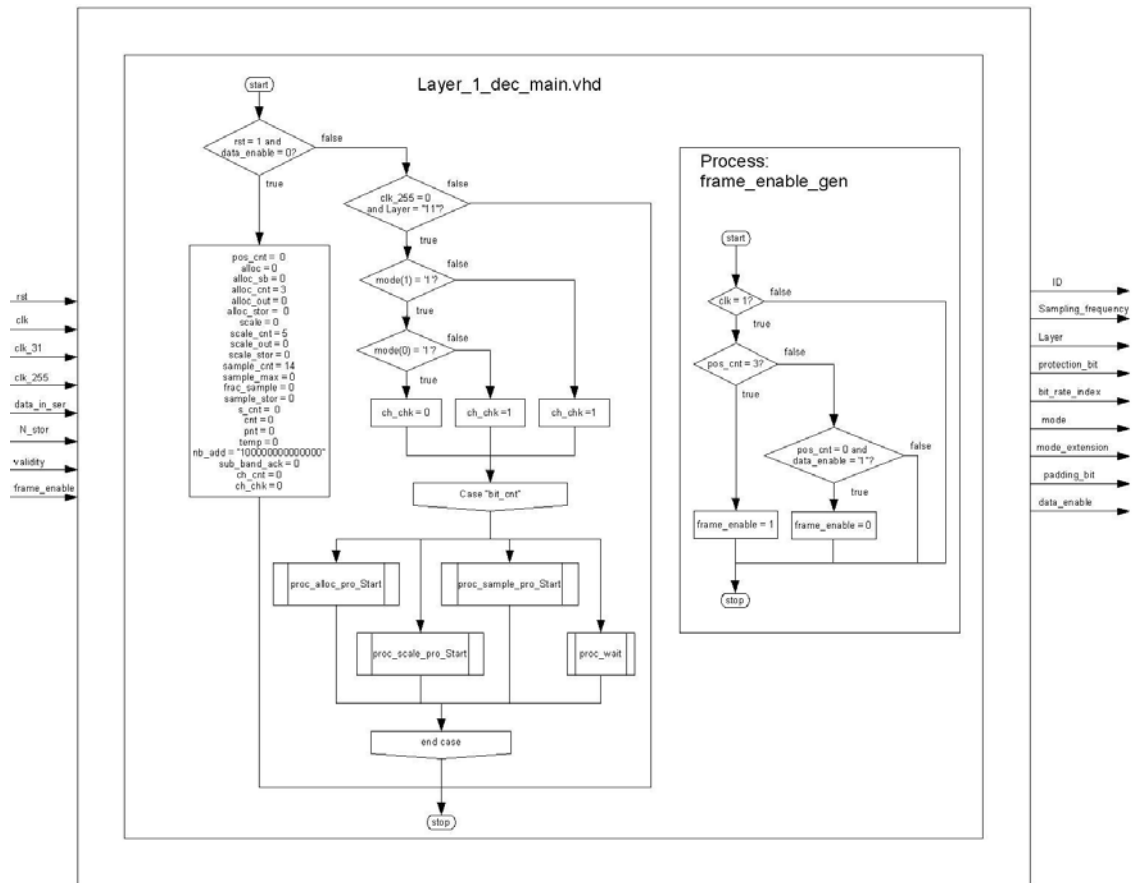 Layer_1_dec_main.vhd
start
rst = 1 and
data_enable = 0?
false
true
clk_255 = 0
and Layer = "11"?
false
true
mode(1) = '1'?
false
true
mode(0) = '1'?
false
true
ch_chk = 0
ch_chk =1
ch_chk =1
pos_cnt = 0
alloc = 0
alloc_sb = 0
alloc_cnt = 3
alloc_out = 0
alloc_stor = 0
scale = 0
scale_cnt = 5
scale_out = 0
scale_stor = 0
sample_cnt = 14
sample_max = 0
frac_sample = 0
sample_stor = 0
s_cnt = 0
cnt = 0
pnt = 0
temp = 0
nb_add = "100000000000000"
sub_band_ack = 0
ch_cnt = 0
ch_chk = 0
Case "bit_cnt"
proc_alloc_pro_Start
proc_sample_pro_Start
proc_scale_pro_Start
proc_wait
end case
stop
Process:
frame_enable_gen
start
clk = 1?
false
true
pos_cnt = 3?
false
true
pos_cnt = 0 and
data_enable = "1"?
false
true
frame_enable = 1
frame_enable = 0
stop
rst
clk
clk_31
clk_255
data_in_ser
N_stor
validity
frame_enable
ID
Sampling_frequency
Layer
protection_bit
bit_rate_index
mode
mode_extension
padding_bit
data_enable